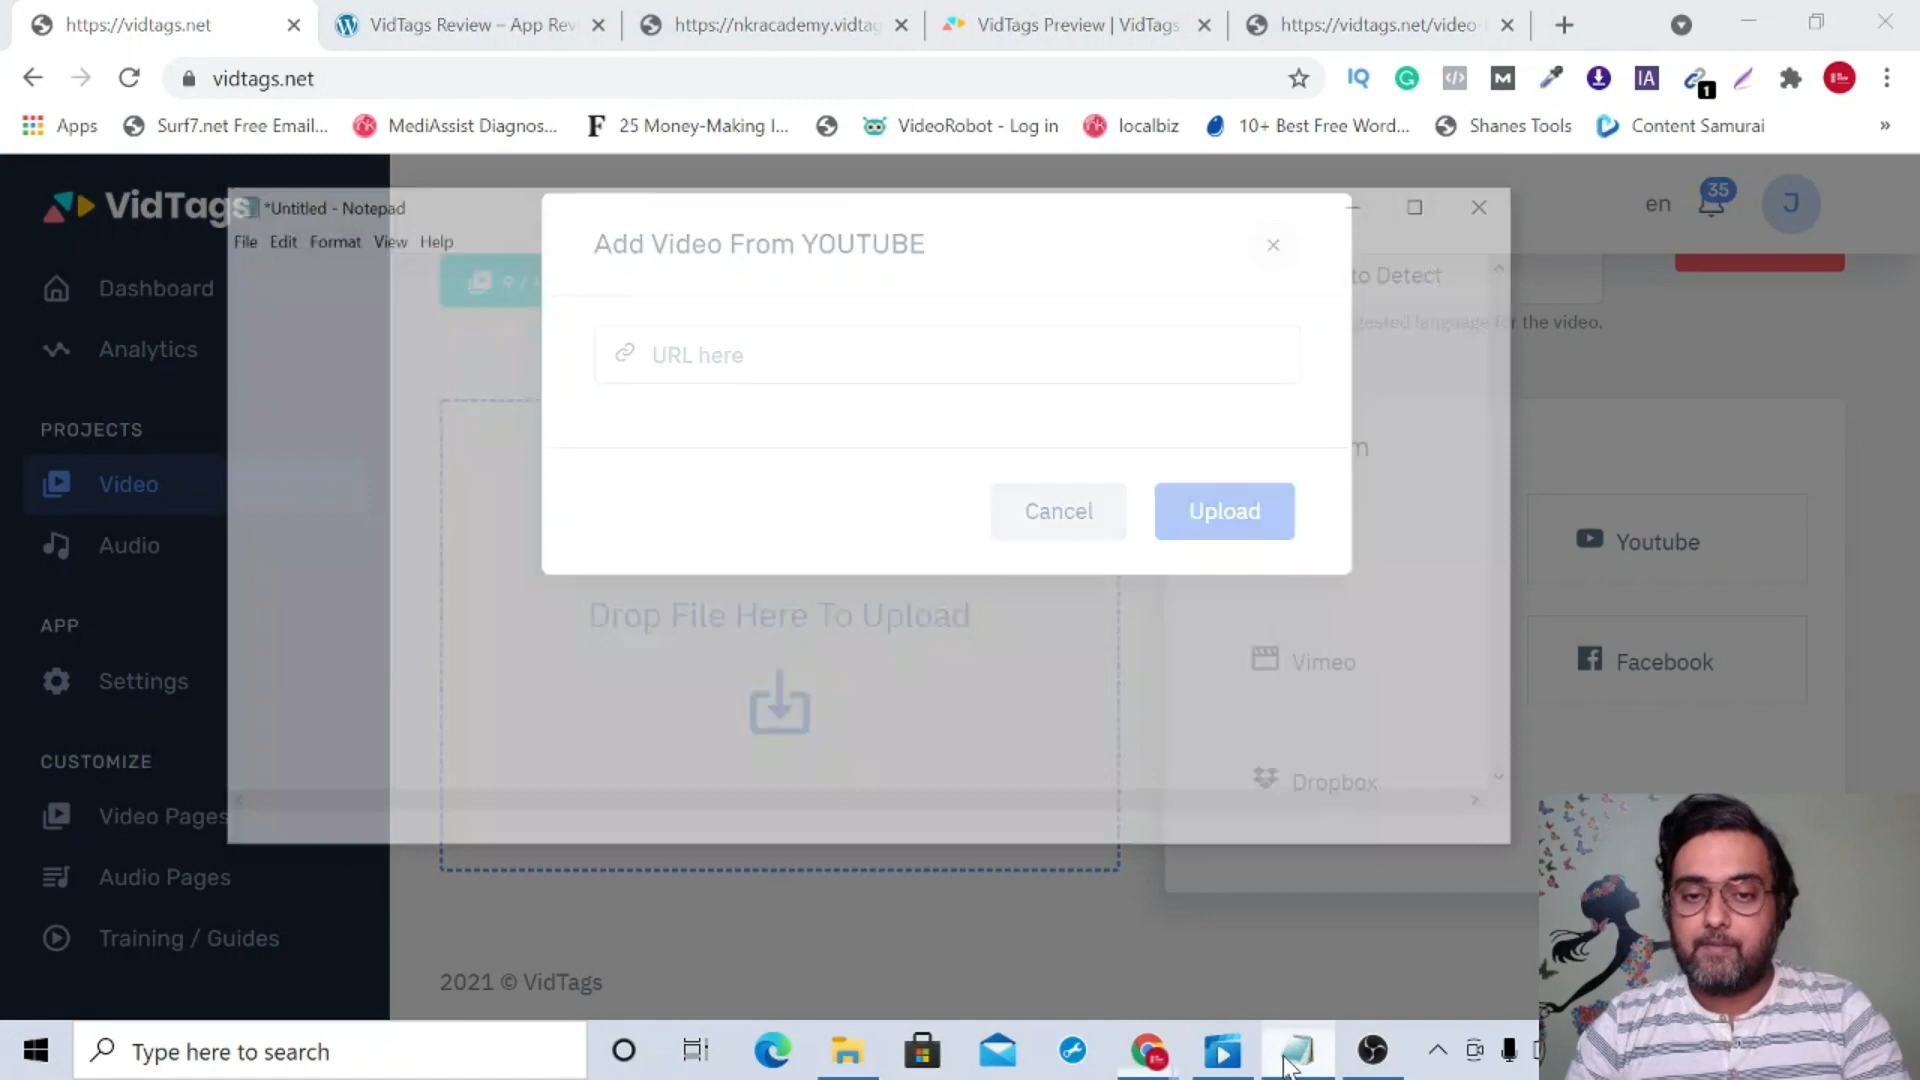 https://vidtags.net
VidTags Review – App Rev
https://nkracademy.vidtag
VidTags Preview | VidTags
https://vidtags.net/video-
vidtags.net
IQ
M
IA
1
Apps
Surf7.net Free Email...
MediAssist Diagnos...
25 Money-Making I...
VideoRobot - Log in
localbiz
10+ Best Free Word...
Shanes Tools
Content Samurai
»
VidTags
*Untitled - Notepad
File Edit Format View Help
Add Video From YOUTUBE
en
35
J
Dashboard
to Detect
for the video.
Analytics
URL here
PROJECTS
Video
Cancel
Upload
Youtube
Audio
Drop File Here To Upload
APP
Vimeo
Facebook
Settings
CUSTOMIZE
Dropbox
Video Pages
Audio Pages
Training / Guides
2021 © VidTags
Type here to search